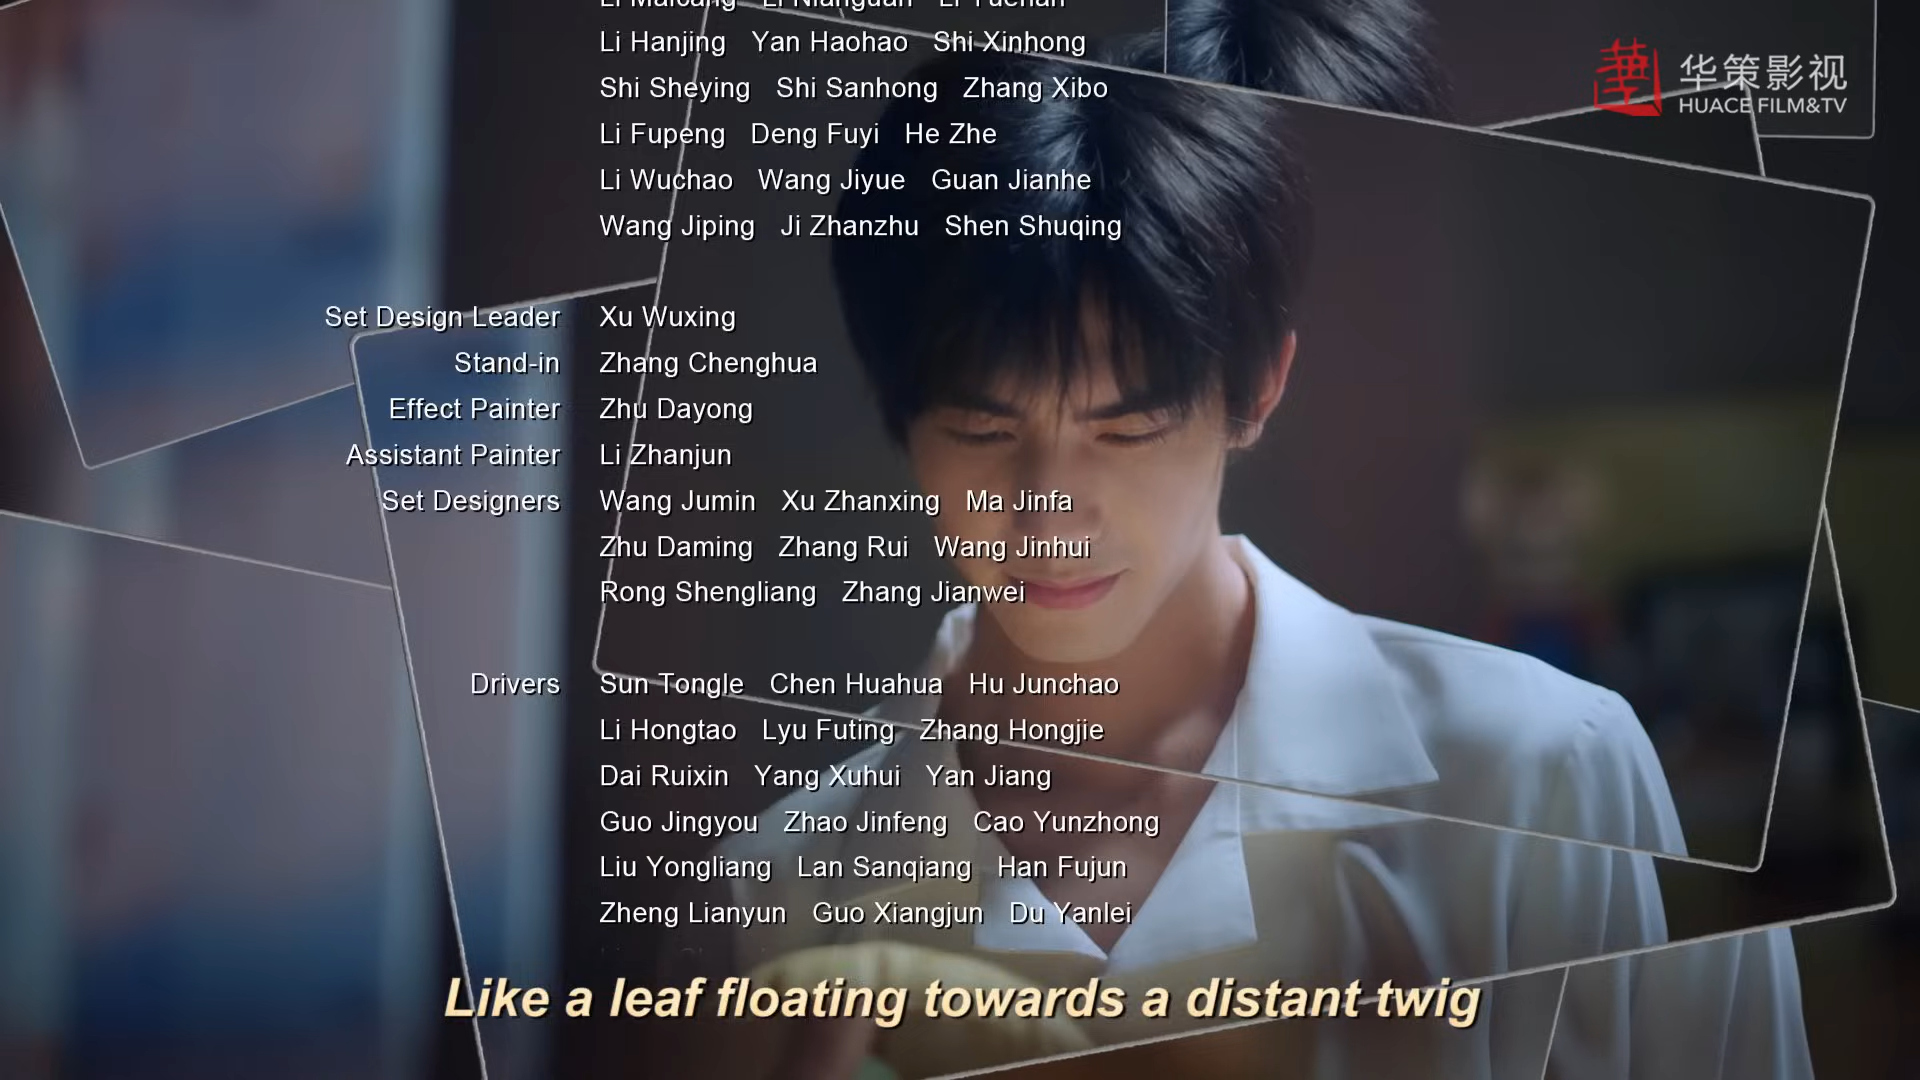 Li Maicang Li Nianguan Li Yuehan
Li Hanjing Yan Haohao Shi Xinhong
华策影视
HUACE FILM&TV
Shi Sheying Shi Sanhong Zhang Xibo
Li Fupeng Deng Fuyi He Zhe
Li Wuchao Wang Jiyue Guan Jianhe
Wang Jiping Ji Zhanzhu Shen Shuqing
Set Design Leader Xu Wuxing
Stand-in Zhang Chenghua
Effect Painter Zhu Dayong
Assistant Painter Li Zhanjun
Set Designers Wang Jumin Xu Zhanxing Ma Jinfa
Zhu Daming Zhang Rui Wang Jinhui
Rong Shengliang Zhang Jianwei
Drivers Sun Tongle Chen Huahua Hu Junchao
Li Hongtao Lyu Futing Zhang Hongjie
Dai Ruixin Yang Xuhui Yan Jiang
Guo Jingyou Zhao Jinfeng Cao Yunzhong
Liu Yongliang Lan Sanqiang Han Fujun
Zheng Lianyun Guo Xiangjun Du Yanlei
Like a leaf floating towards a distant twig